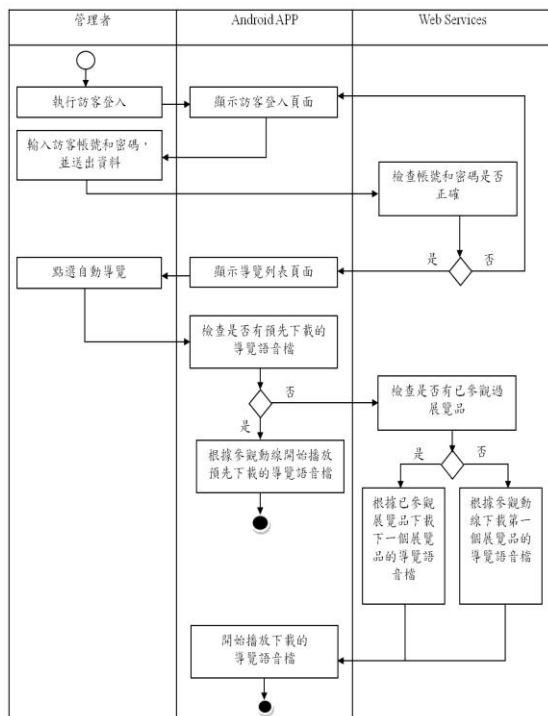 管理者
Android APP
Web Services
執行訪客登入
顯示訪客登入頁面
輸入訪客帳號和密碼，
並送出資料
檢查帳號和密碼是否
正確
是
否
點選自動導覽
顯示導覽列表頁面
檢查是否有預先下載的
導覽語音檔
否
是
檢查是否有已參觀過
展覽品
是
否
根據參觀動線開始播放
預先下載的導覽語音檔
根據已參觀
展覽品下載
下一個展覽
品的導覽語
音檔
根據參觀動
線下載第一
個展覽品的
導覽語音檔
開始播放下載的
導覽語音檔